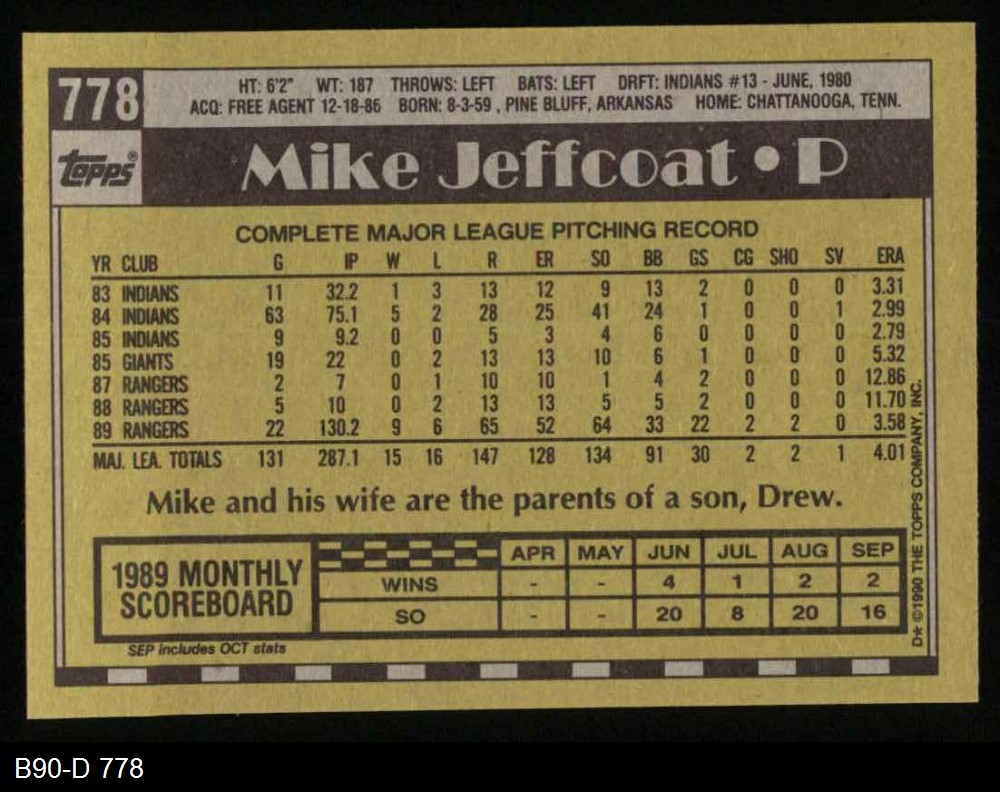 778
HT: 6'2" WT: 187 THROWS: LEFT BATS: LEFT DRFT: INDIANS #13 - JUNE, 1980
ACQ: FREE AGENT 12-18-86 BORN: 8-3-59 , PINE BLUFF, ARKANSAS HOME: CHATTANOOGA, TENN.
topps®
Mike Jeffcoat • P
COMPLETE MAJOR LEAGUE PITCHING RECORD
YR CLUB G IP W L R ER SO BB GS CG SHO SV ERA
83 INDIANS 11 32.2 1 3 13 12 9 13 2 0 0 0 3.31
84 INDIANS 63 75.1 5 2 28 25 41 24 1 0 0 1 2.99
85 INDIANS 9 9.2 0 0 5 3 4 6 0 0 0 0 2.79
85 GIANTS 19 22 0 2 13 13 10 6 1 0 0 0 5.32
87 RANGERS 2 7 0 1 10 10 1 4 2 0 0 0 12.86
88 RANGERS 5 10 0 2 13 13 5 5 2 0 0 0 11.70
89 RANGERS 22 130.2 9 6 65 52 64 33 22 2 2 0 3.58
MAJ. LEA. TOTALS 131 287.1 15 16 147 128 134 91 30 2 2 1 4.01
Mike and his wife are the parents of a son, Drew.
1989 MONTHLY
SCOREBOARD
APR MAY JUN JUL AUG SEP
WINS - - 4 1 2 2
SO - - 20 8 20 16
SEP includes OCT stats
D★ ©1990 THE TOPPS COMPANY, INC.
B90-D 778